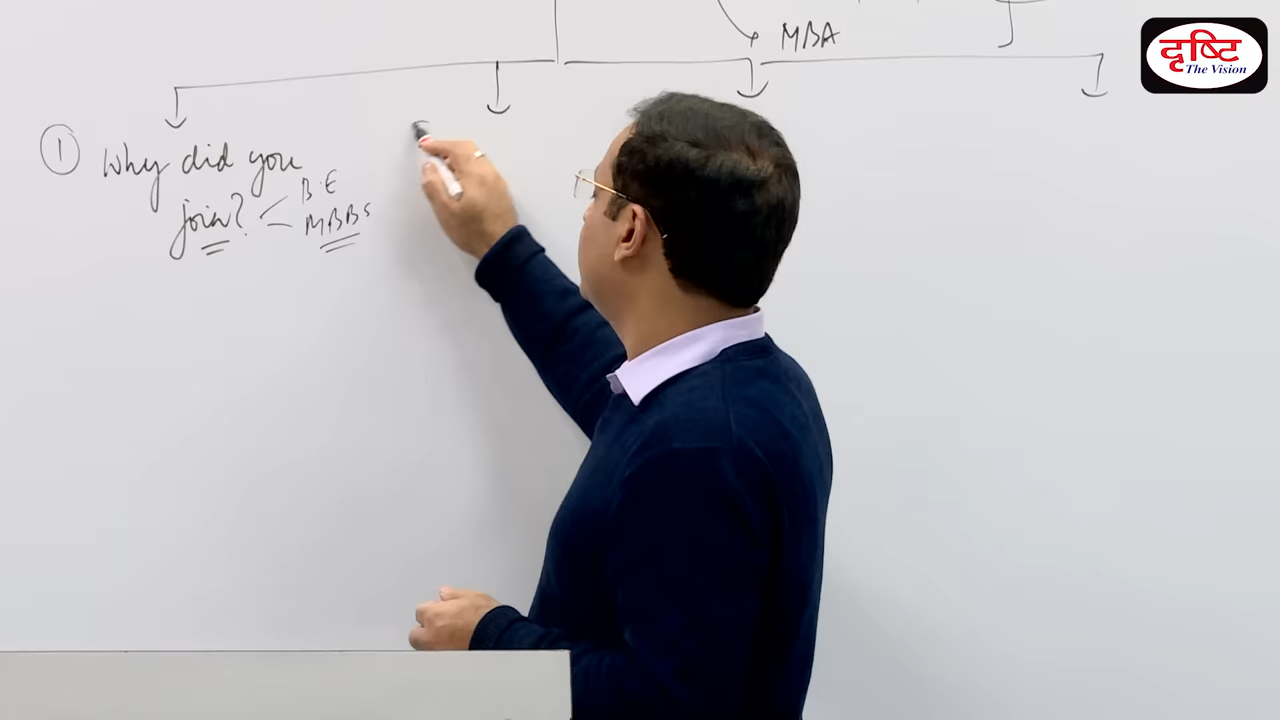 MBA
दृष्टि
The Vision
1 Why did you
join? B.E
MBBS